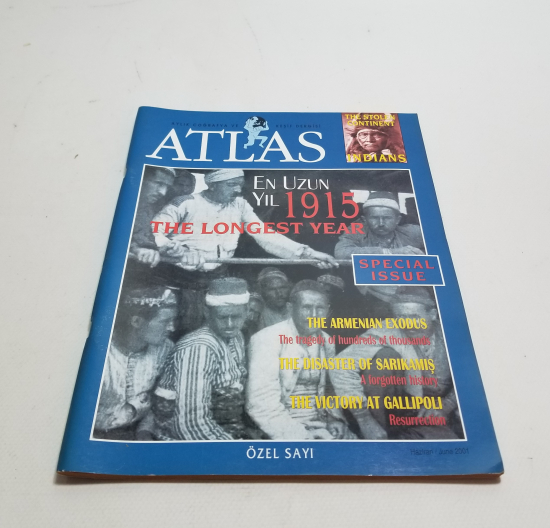 ATLAS
THE STOLEN
CONTINENT
INDIANS
EN UZUN
YIL 1915
THE LONGEST YEAR
SPECIAL
ISSUE
THE ARMENIAN EXODUS
The tragedy of hundreds of thousands
THE DISASTER OF SARIKAMIŞ
A forgotten history
THE VICTORY AT GALLIPOLI
Resurrection
ÖZEL SAYI